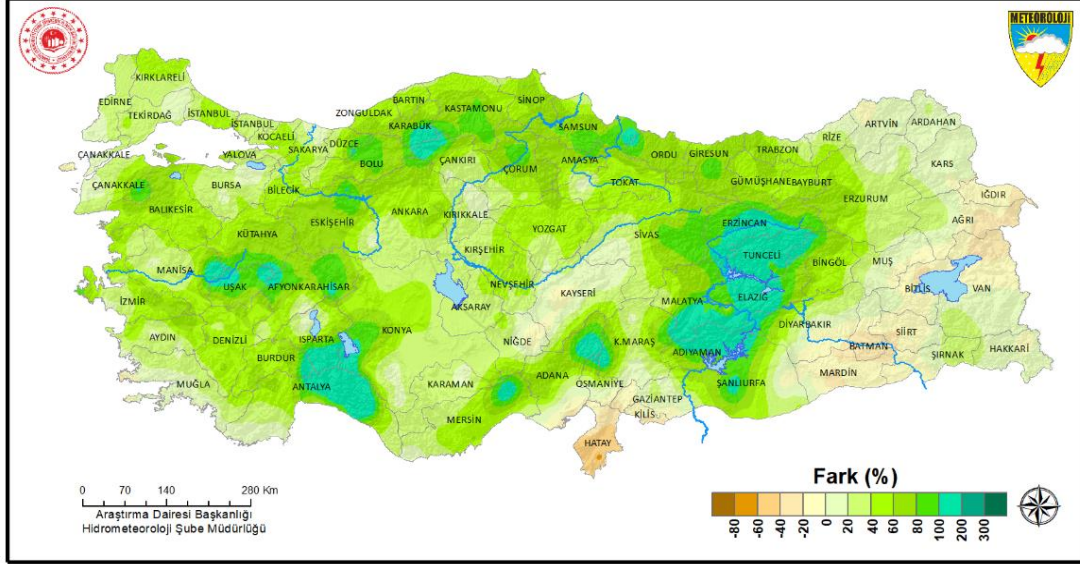 METEOROLOJİ
KIRKLARELİ
EDİRNE
TEKİRDAĞ
İSTANBUL
İSTANBUL
KOCAELİ
YALOVA
SAKARYA
DÜZCE
ZONGULDAK
BARTIN
KARABÜK
KASTAMONU
SİNOP
SAMSUN
BOLU
ÇANKIRI
ÇORUM
AMASYA
TOKAT
ORDU
GİRESUN
TRABZON
RİZE
ARTVİN
ARDAHAN
KARS
GÜMÜŞHANE
BAYBURT
ERZURUM
IĞDIR
AĞRI
ÇANAKKALE
ÇANAKKALE
BALIKESİR
BURSA
BİLECİK
ESKİŞEHİR
KÜTAHYA
ANKARA
KIRIKKALE
KIRŞEHİR
YOZGAT
SİVAS
ERZİNCAN
TUNCELİ
BİNGÖL
MUŞ
BİTLİS
VAN
MANİSA
UŞAK
AFYONKARAHİSAR
İZMİR
AYDIN
DENİZLİ
BURDUR
ISPARTA
KONYA
AKSARAY
NEVŞEHİR
KAYSERİ
NİĞDE
MALATYA
ELAZIĞ
DİYARBAKIR
BATMAN
SİİRT
ŞIRNAK
HAKKARİ
MARDİN
MUĞLA
ANTALYA
KARAMAN
MERSİN
ADANA
OSMANİYE
K.MARAŞ
ADIYAMAN
ŞANLIURFA
GAZİANTEP
KİLİS
HATAY
0 70 140 280 Km
Araştırma Dairesi Başkanlığı
Hidrometeoroloji Şube Müdürlüğü
Fark (%)
-80 -60 -40 -20 0 20 40 60 80 100 200 300